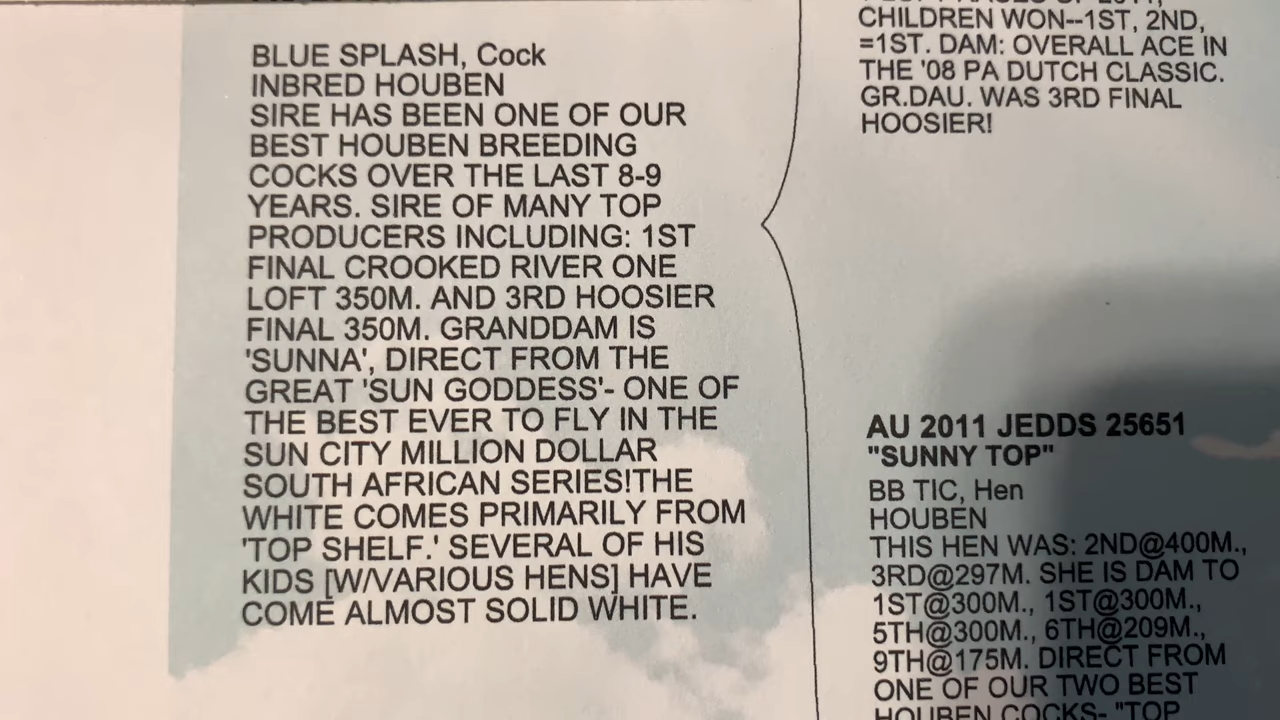 BLUE SPLASH, Cock
INBRED HOUBEN
SIRE HAS BEEN ONE OF OUR
BEST HOUBEN BREEDING
COCKS OVER THE LAST 8-9
YEARS. SIRE OF MANY TOP
PRODUCERS INCLUDING: 1ST
FINAL CROOKED RIVER ONE
LOFT 350M. AND 3RD HOOSIER
FINAL 350M. GRANDDAM IS
'SUNNA', DIRECT FROM THE
GREAT 'SUN GODDESS'- ONE OF
THE BEST EVER TO FLY IN THE
SUN CITY MILLION DOLLAR
SOUTH AFRICAN SERIES!THE
WHITE COMES PRIMARILY FROM
'TOP SHELF.' SEVERAL OF HIS
KIDS [W/VARIOUS HENS] HAVE
COME ALMOST SOLID WHITE.
CHILDREN WON--1ST, 2ND,
=1ST. DAM: OVERALL ACE IN
THE '08 PA DUTCH CLASSIC.
GR.DAU. WAS 3RD FINAL
HOOSIER!
AU 2011 JEDDS 25651
"SUNNY TOP"
BB TIC, Hen
HOUBEN
THIS HEN WAS: 2ND@400M.,
3RD@297M. SHE IS DAM TO
1ST@300M., 1ST@300M.,
5TH@300M., 6TH@209M.,
9TH@175M. DIRECT FROM
ONE OF OUR TWO BEST
HOUBEN COCKS- "TOP